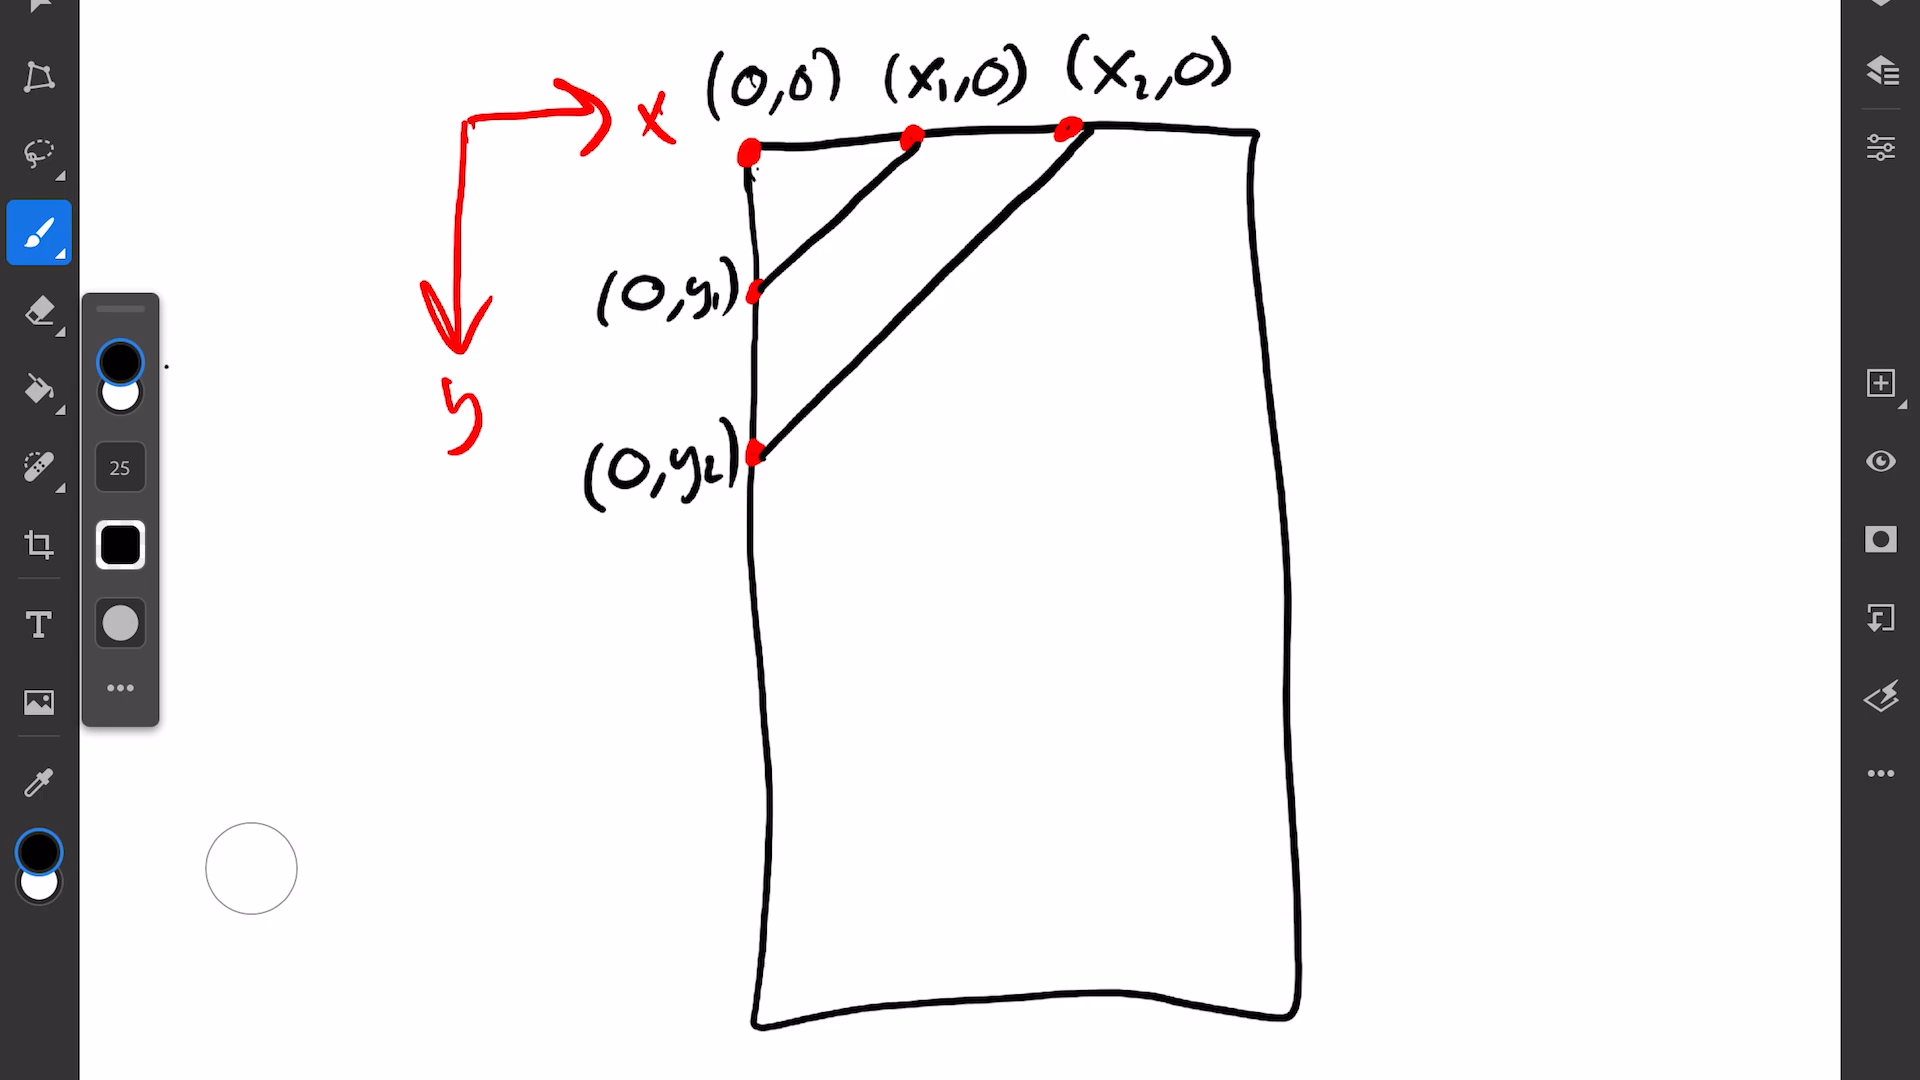 (0,0) (x₁,0) (x₂,0)
x
(0,y₁)
y
(0,y₂)
25
T